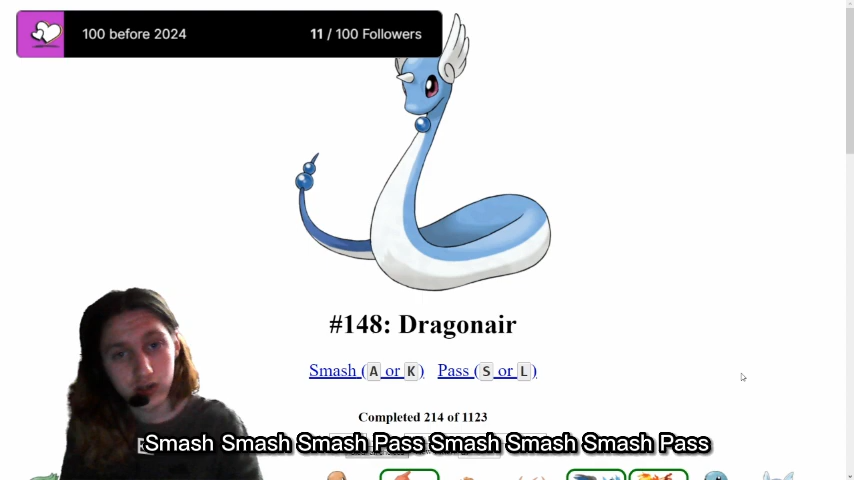 100 before 2024
11 / 100 Followers
#148: Dragonair
Smash (A or K) Pass (S or L)
Completed 214 of 1123
Smash Smash Smash Pass Smash Smash Smash Pass